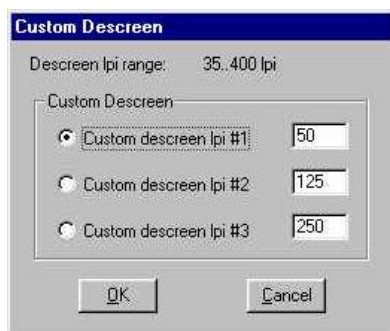 Custom Descreen
Descreen lpi range: 35..400 lpi
Custom Descreen
Custom descreen lpi #1 50
Custom descreen lpi #2 125
Custom descreen lpi #3 250
OK Cancel